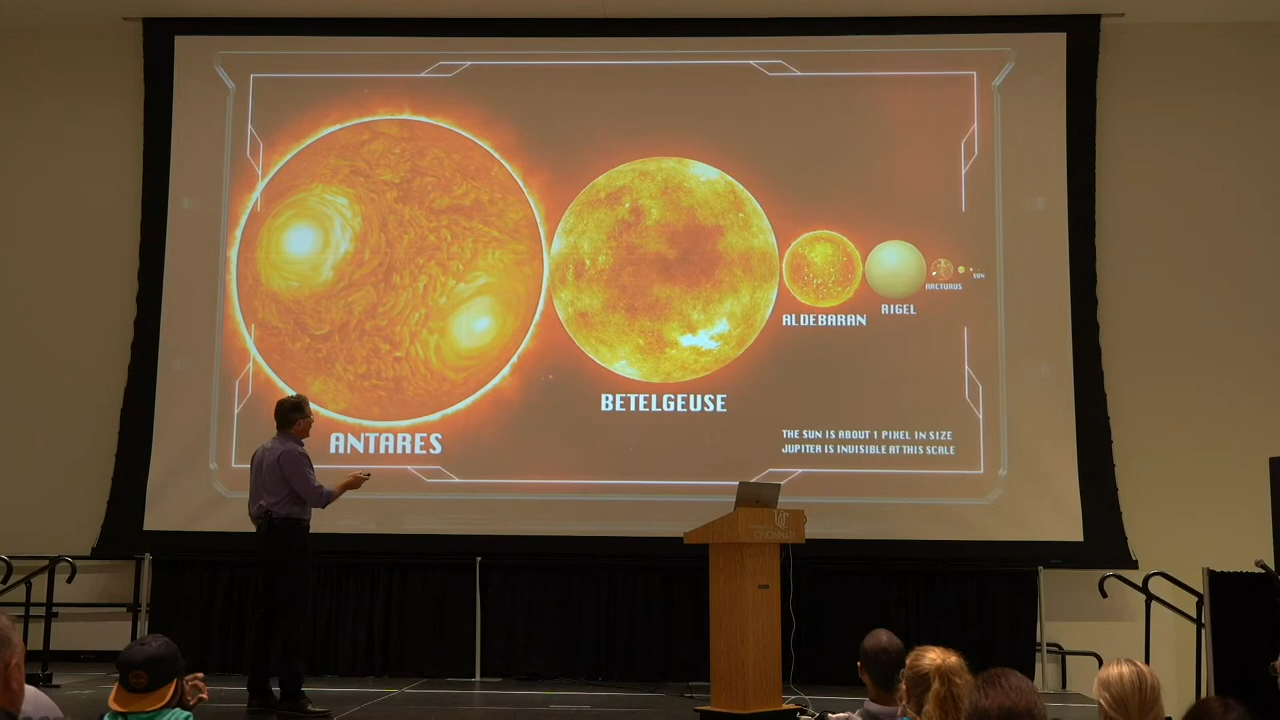 ANTARES
BETELGEUSE
ALDEBARAN
RIGEL
ARCTURUS
SUN
THE SUN IS ABOUT 1 PIXEL IN SIZE
JUPITER IS INVISIBLE AT THIS SCALE
CINCINNATI